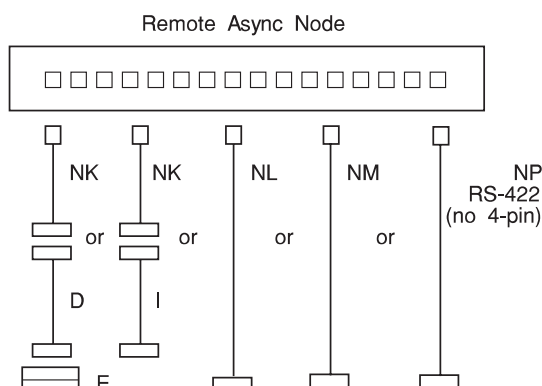 Remote Async Node
NK NK NL NM NP
RS-422
(no 4-pin)
or or or or
D I
E